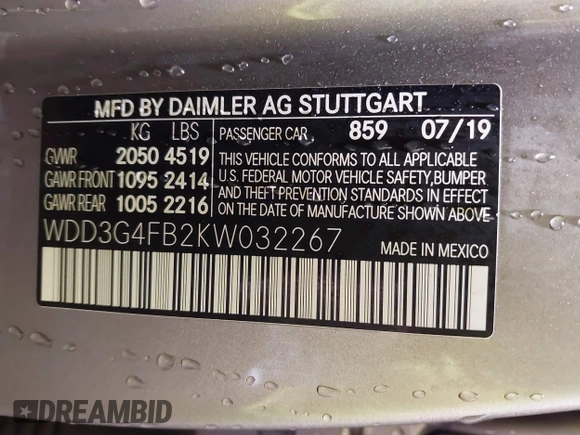 MFD BY DAIMLER AG STUTTGART
KG LBS
PASSENGER CAR 859 07/19
GVWR 2050 4519
GAWR FRONT 1095 2414
GAWR REAR 1005 2216
THIS VEHICLE CONFORMS TO ALL APPLICABLE
U.S. FEDERAL MOTOR VEHICLE SAFETY, BUMPER
AND THEFT PREVENTION STANDARDS IN EFFECT
ON THE DATE OF MANUFACTURE SHOWN ABOVE.
WDD3G4FB2KW032267
MADE IN MEXICO
DREAMBID